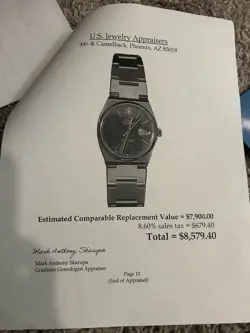 U.S. Jewelry Appraisers
44th & Camelback, Phoenix, AZ 85018
Estimated Comparable Replacement Value = $7,900.00
8.60% sales tax = $679.40
Total = $8,579.40
Mark Anthony Skarupa
Mark Anthony Skarupa
Graduate Gemologist Appraiser
Page 13
(End of Appraisal)